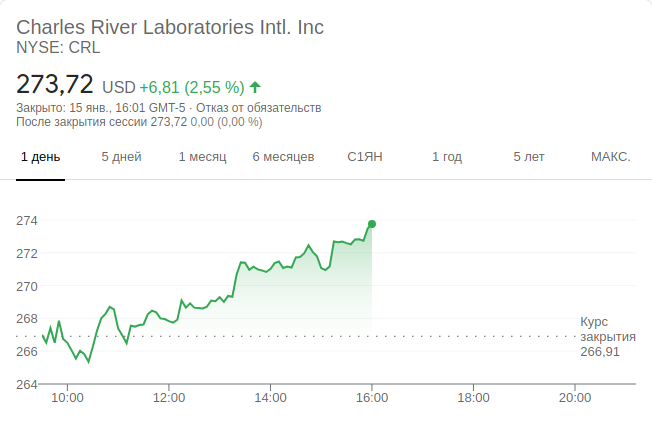 Charles River Laboratories Intl. Inc
NYSE: CRL
273,72 USD +6,81 (2,55 %)
Закрыто: 15 янв., 16:01 GMT-5 · Отказ от обязательств
После закрытия сессии 273,72 0,00 (0,00 %)
1 день 5 дней 1 месяц 6 месяцев С1ЯН 1 год 5 лет МАКС.
274
272
270
268
266
264
Курс
закрытия
266,91
10:00 12:00 14:00 16:00 18:00 20:00